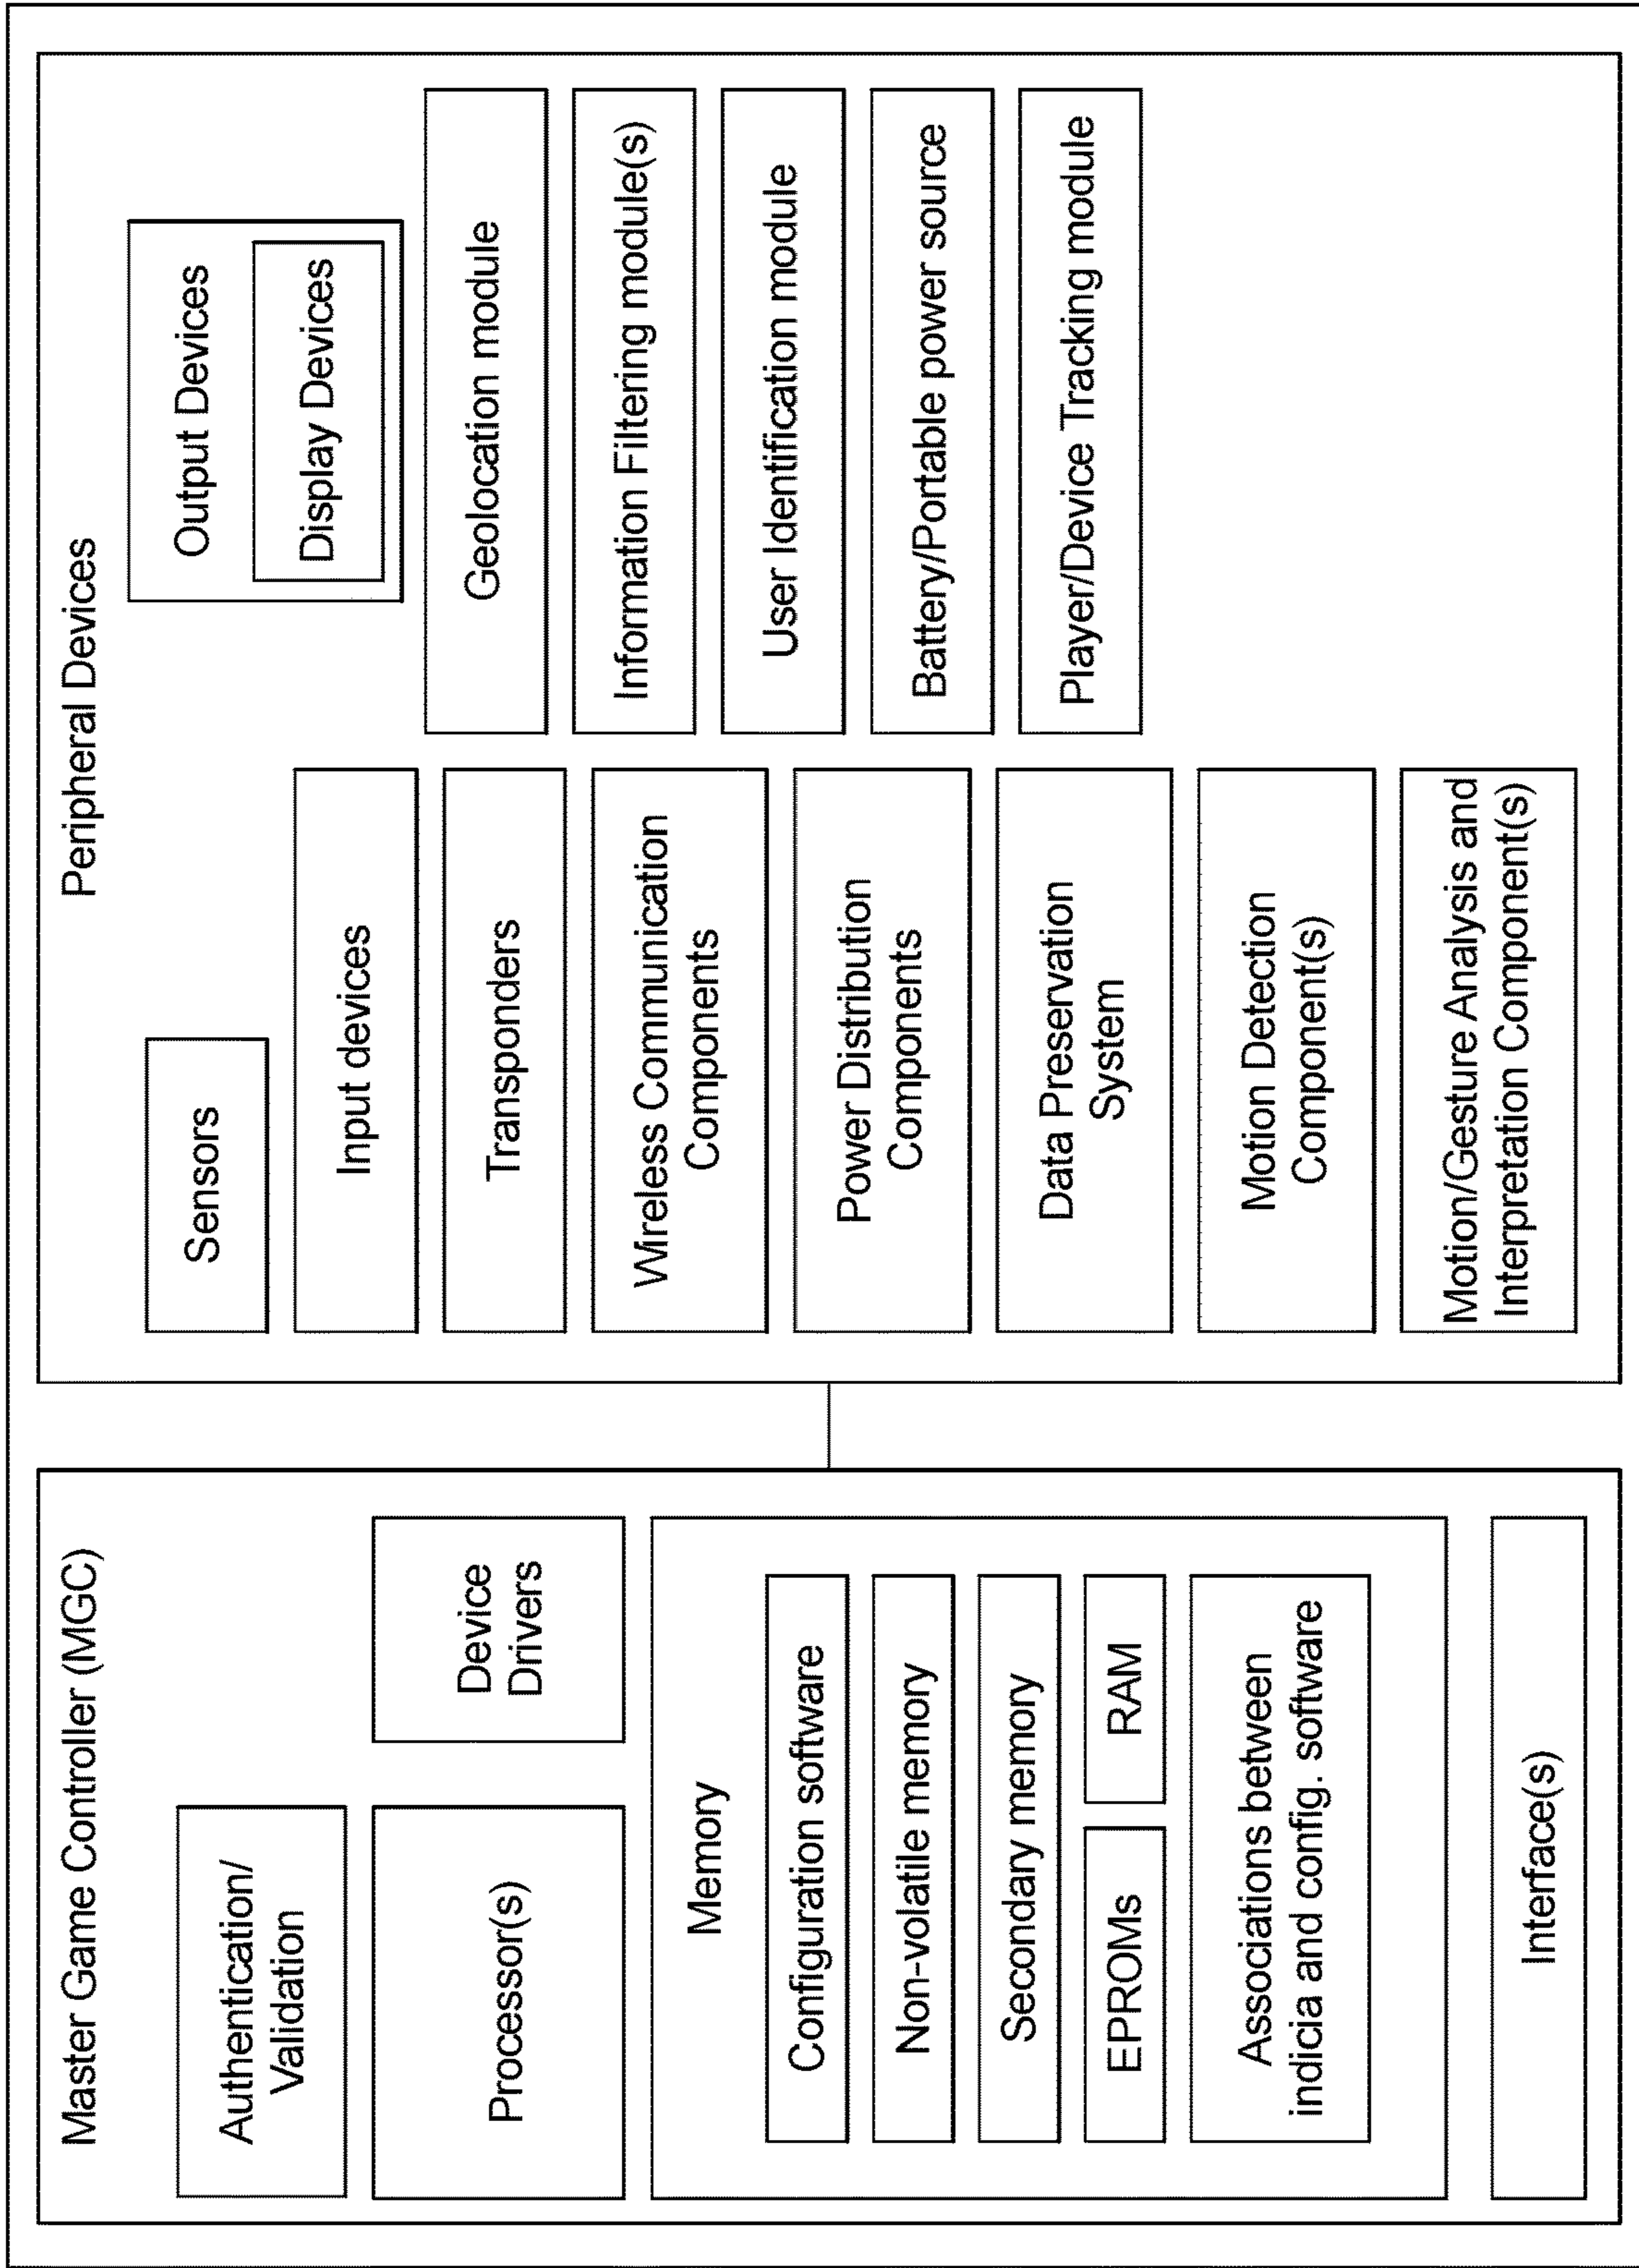 Master Game Controller (MGC)
Authentication/
Validation
Processor(s)
Device
Drivers
Memory
Configuration software
Non-volatile memory
Secondary memory
EPROMs
RAM
Associations between
indicia and config. software
Interface(s)
Peripheral Devices
Sensors
Input devices
Transponders
Wireless Communication
Components
Power Distribution
Components
Data Preservation
System
Motion Detection
Component(s)
Motion/Gesture Analysis and
Interpretation Component(s)
Output Devices
Display Devices
Geolocation module
Information Filtering module(s)
User Identification module
Battery/Portable power source
Player/Device Tracking module